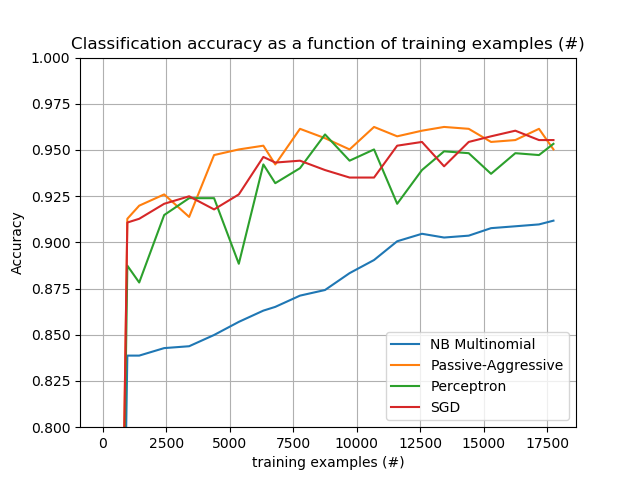 Classification accuracy as a function of training examples (#)
1.000
0.975
0.950
0.925
0.900
0.875
0.850
0.825
0.800
Accuracy
NB Multinomial
Passive-Aggressive
Perceptron
SGD
0 2500 5000 7500 10000 12500 15000 17500
training examples (#)